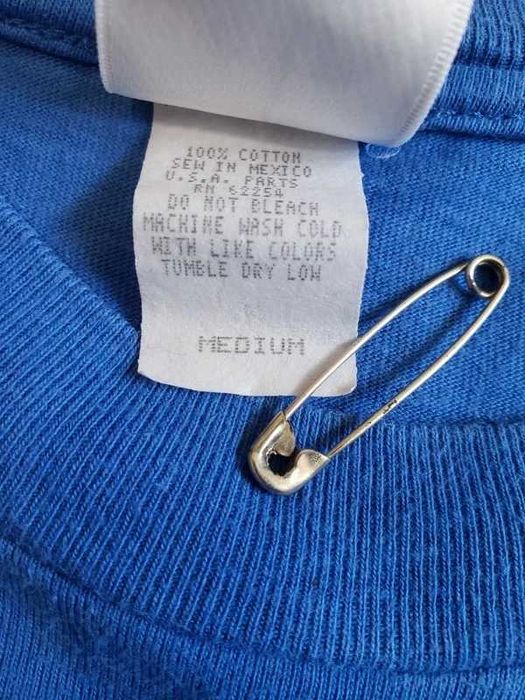 100% COTTON
SEW IN MEXICO
U.S.A. PARTS
RN 62254
DO NOT BLEACH
MACHINE WASH COLD
WITH LIKE COLORS
TUMBLE DRY LOW
MEDIUM